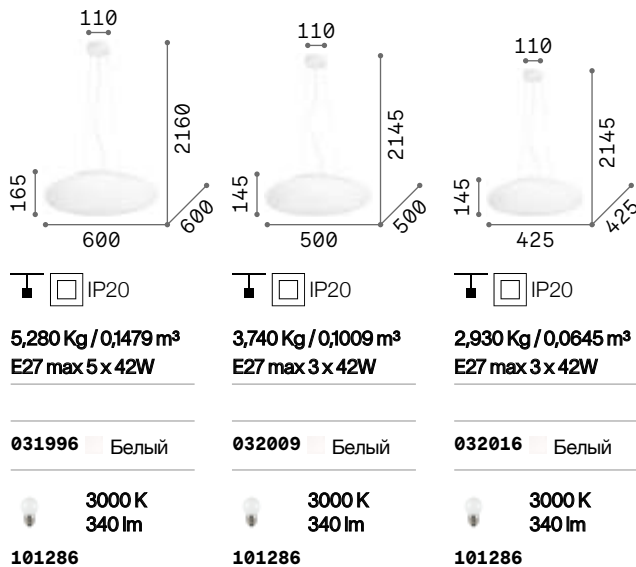 110
2160
165
600
600
IP20
5,280 Kg / 0,1479 m³
E27 max 5 x 42W
031996 Белый
3000 K
340 lm
101286
110
2145
145
500
500
IP20
3,740 Kg / 0,1009 m³
E27 max 3 x 42W
032009 Белый
3000 K
340 lm
101286
110
2145
145
425
425
IP20
2,930 Kg / 0,0645 m³
E27 max 3 x 42W
032016 Белый
3000 K
340 lm
101286